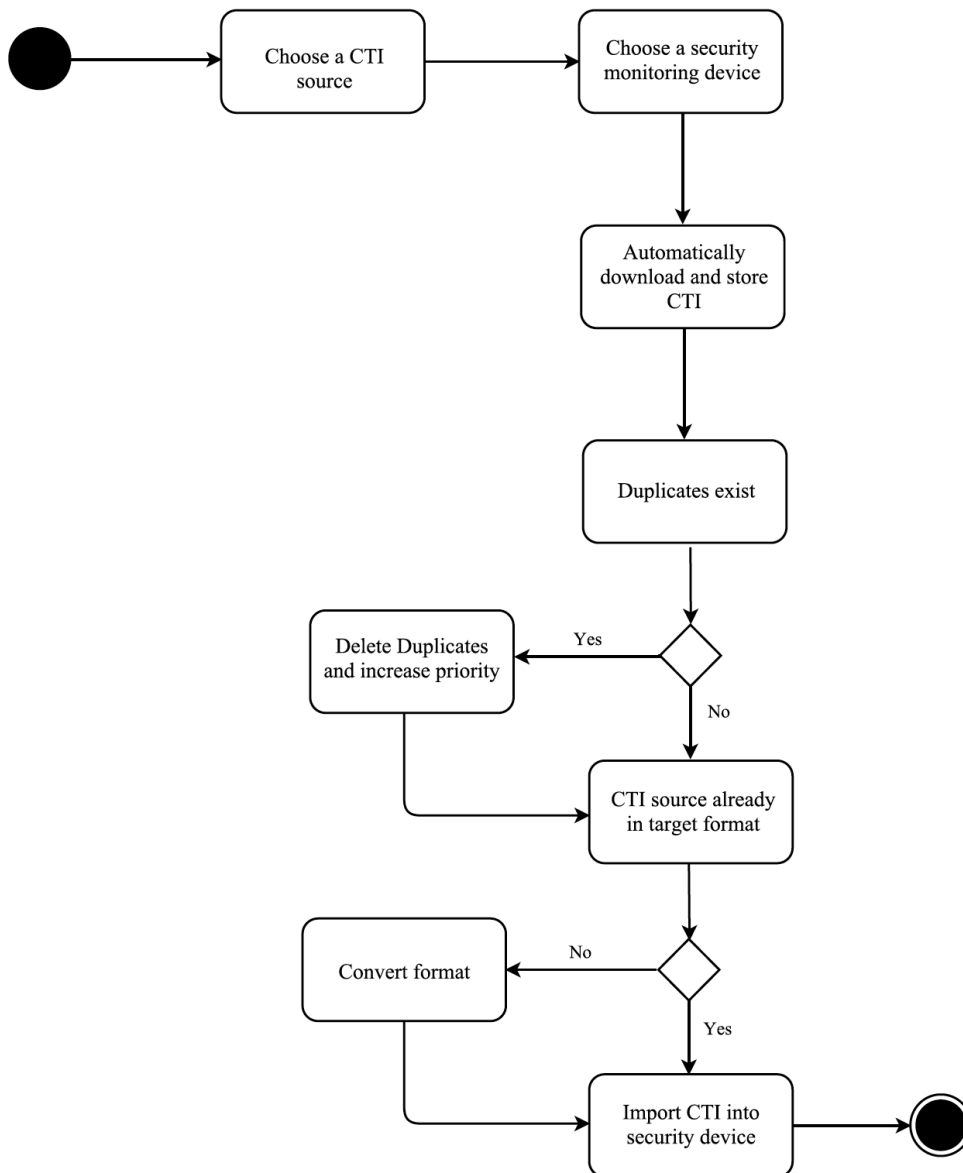 Choose a CTI
source
Choose a security
monitoring device
Automatically
download and store
CTI
Duplicates exist
Yes
Delete Duplicates
and increase priority
No
CTI source already
in target format
No
Convert format
Yes
Import CTI into
security device